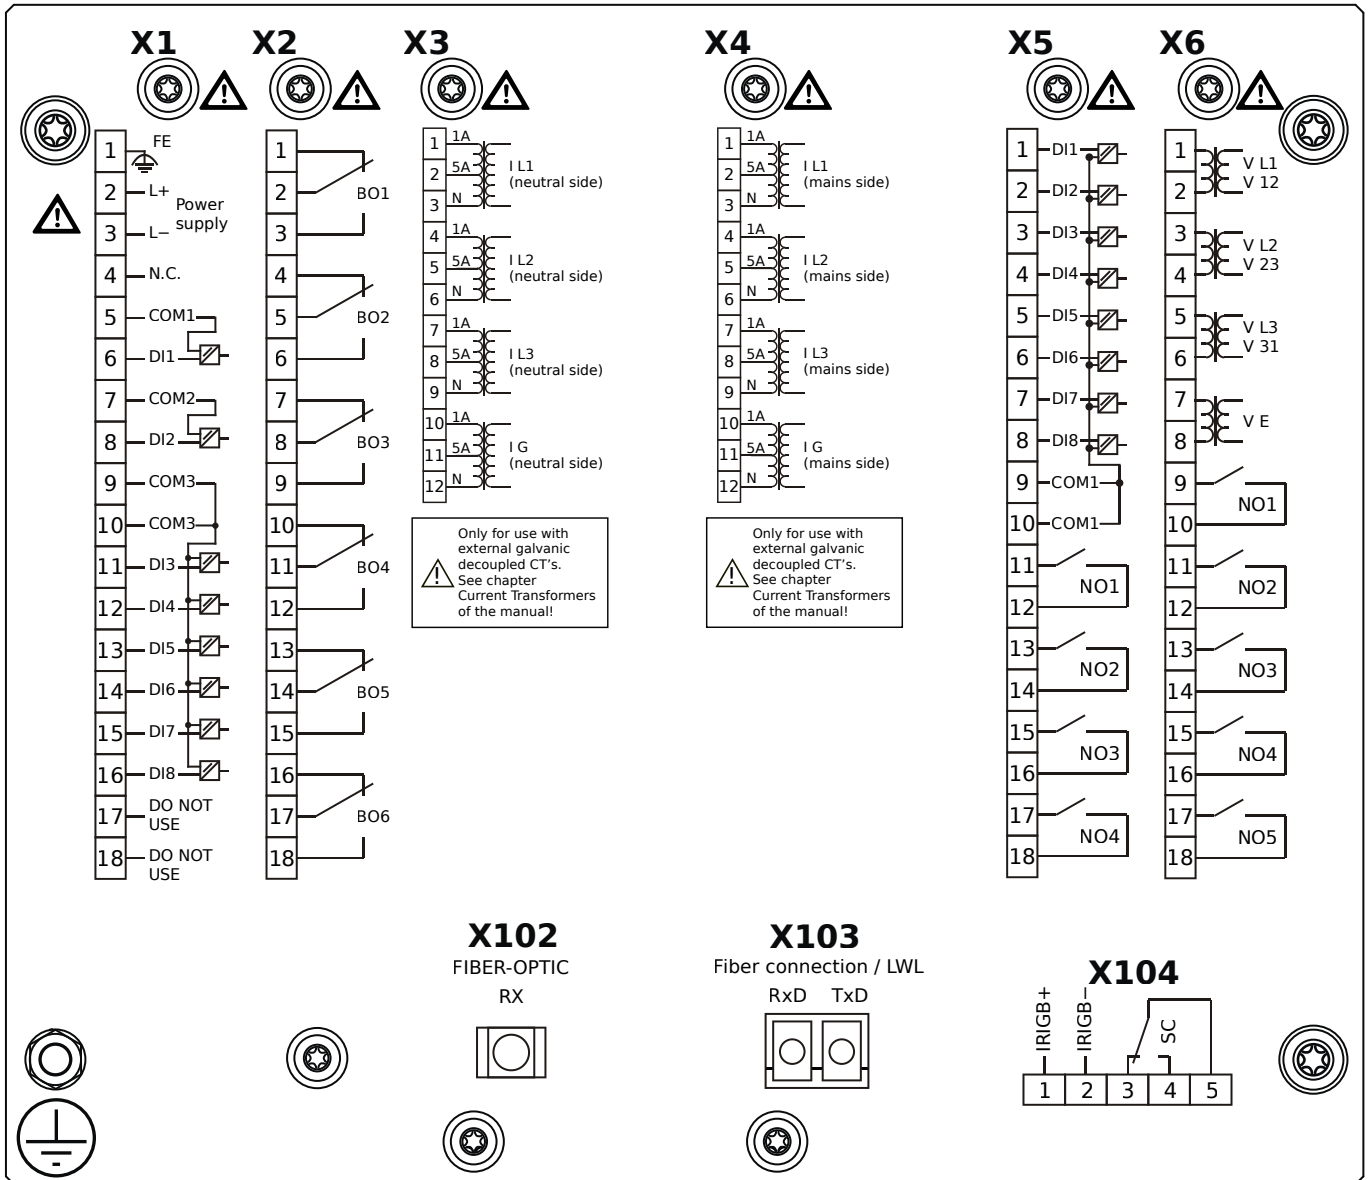 X1
X2
X3
X4
X5
X6
1
FE
2
L+
Power
supply
3
L−
4
N.C.
5
COM1
6
DI1
7
COM2
8
DI2
9
COM3
10
COM3
11
DI3
12
DI4
13
DI5
14
DI6
15
DI7
16
DI8
17
DO NOT
USE
18
DO NOT
USE
1
2
BO1
3
4
5
BO2
6
7
8
BO3
9
10
11
BO4
12
13
14
BO5
15
16
17
BO6
18
1
1A
2
5A
I L1
(neutral side)
3
N
4
1A
5
5A
I L2
(neutral side)
6
N
7
1A
8
5A
I L3
(neutral side)
9
N
10
1A
11
5A
I G
(neutral side)
12
N
Only for use with
external galvanic
decoupled CT’s.
See chapter
Current Transformers
of the manual!
1
1A
2
5A
I L1
(mains side)
3
N
4
1A
5
5A
I L2
(mains side)
6
N
7
1A
8
5A
I L3
(mains side)
9
N
10
1A
11
5A
I G
(mains side)
12
N
Only for use with
external galvanic
decoupled CT’s.
See chapter
Current Transformers
of the manual!
1
DI1
2
DI2
3
DI3
4
DI4
5
DI5
6
DI6
7
DI7
8
DI8
9
COM1
10
COM1
11
NO1
12
13
NO2
14
15
NO3
16
17
NO4
18
1
V L1
V 12
2
3
V L2
V 23
4
5
V L3
V 31
6
7
V E
8
9
NO1
10
11
NO2
12
13
NO3
14
15
NO4
16
17
NO5
18
X102
FIBER-OPTIC
RX
X103
Fiber connection / LWL
RxD TxD
X104
IRIGB+
IRIGB−
SC
1 2 3 4 5